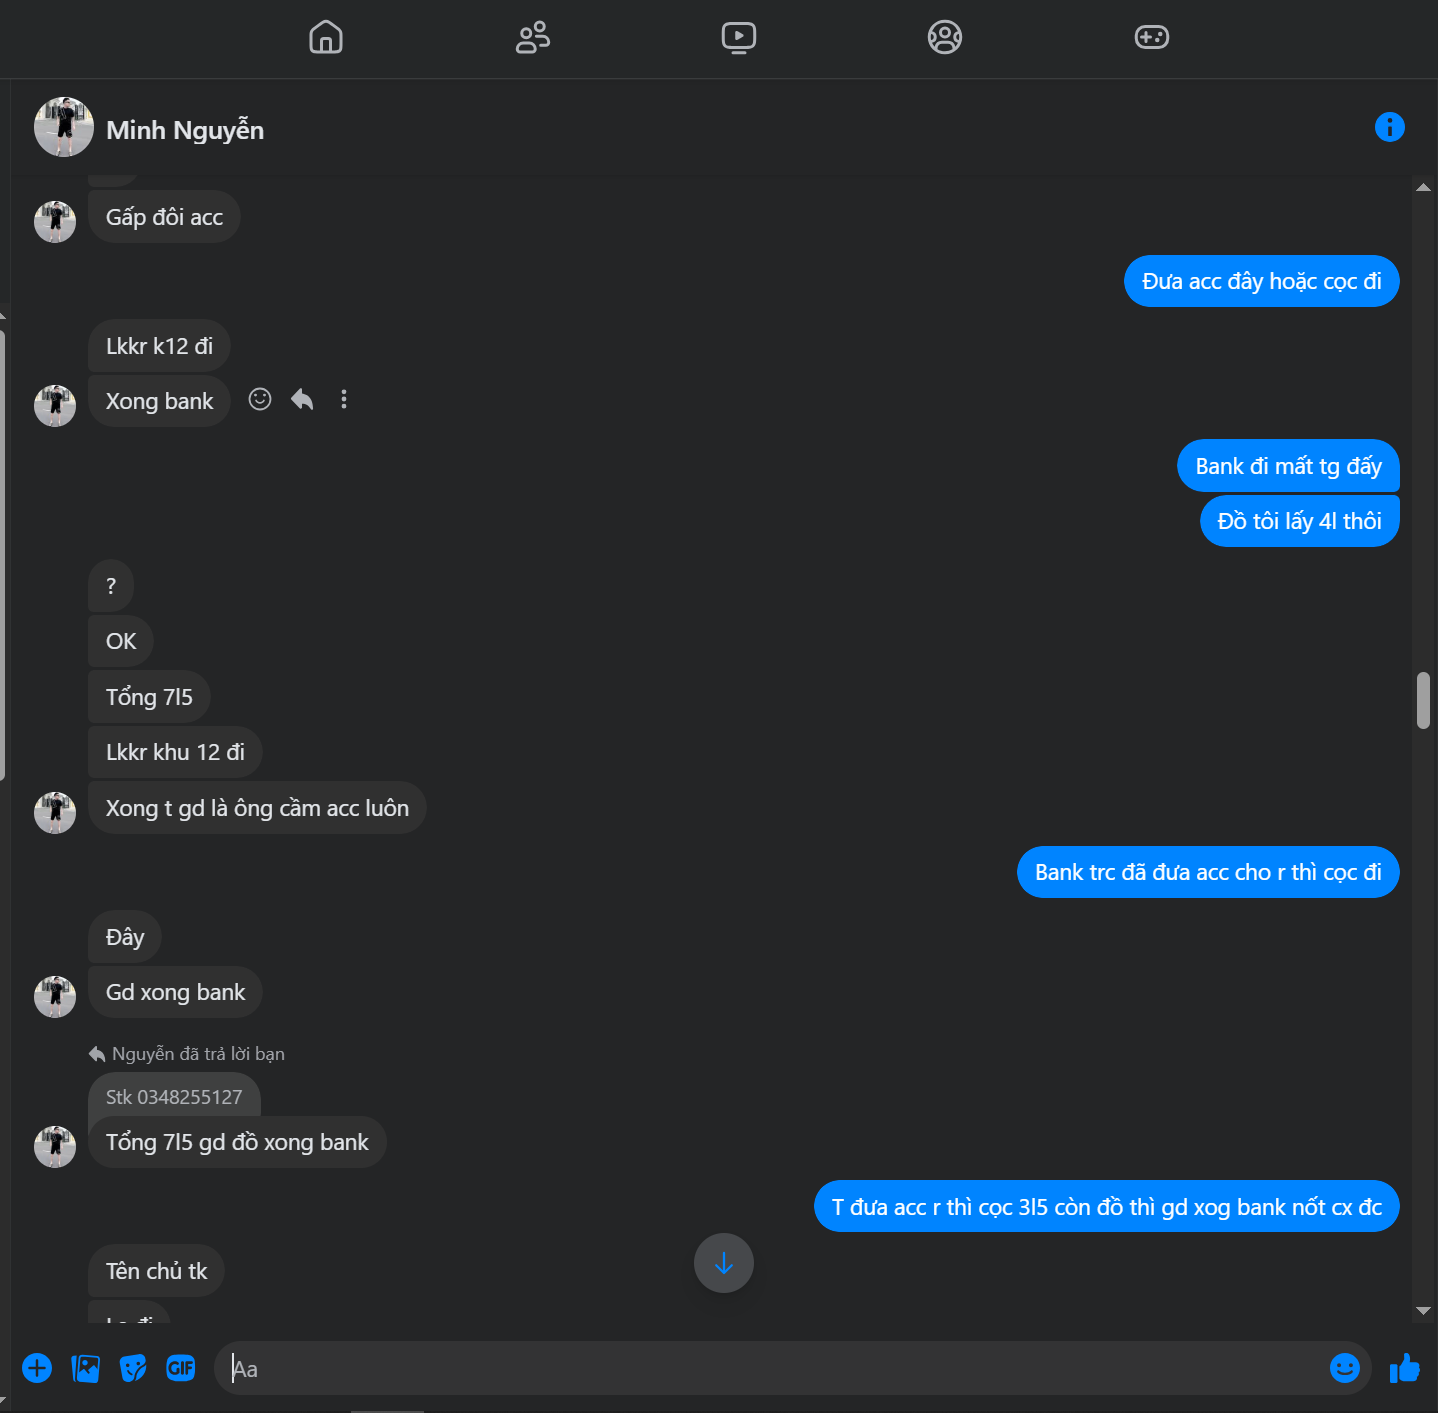 Minh Nguyễn
Gấp đôi acc
Đưa acc đây hoặc cọc đi
Lkkr k12 đi
Xong bank
Bank đi mất tg đấy
Đồ tôi lấy 4l thôi
?
OK
Tổng 7l5
Lkkr khu 12 đi
Xong t gd là ông cầm acc luôn
Bank trc đã đưa acc cho r thì cọc đi
Đây
Gd xong bank
Nguyễn đã trả lời bạn
Stk 0348255127
Tổng 7l5 gd đồ xong bank
T đưa acc r thì cọc 3l5 còn đồ thì gd xog bank nốt cx đc
Tên chủ tk
GIF
Aa